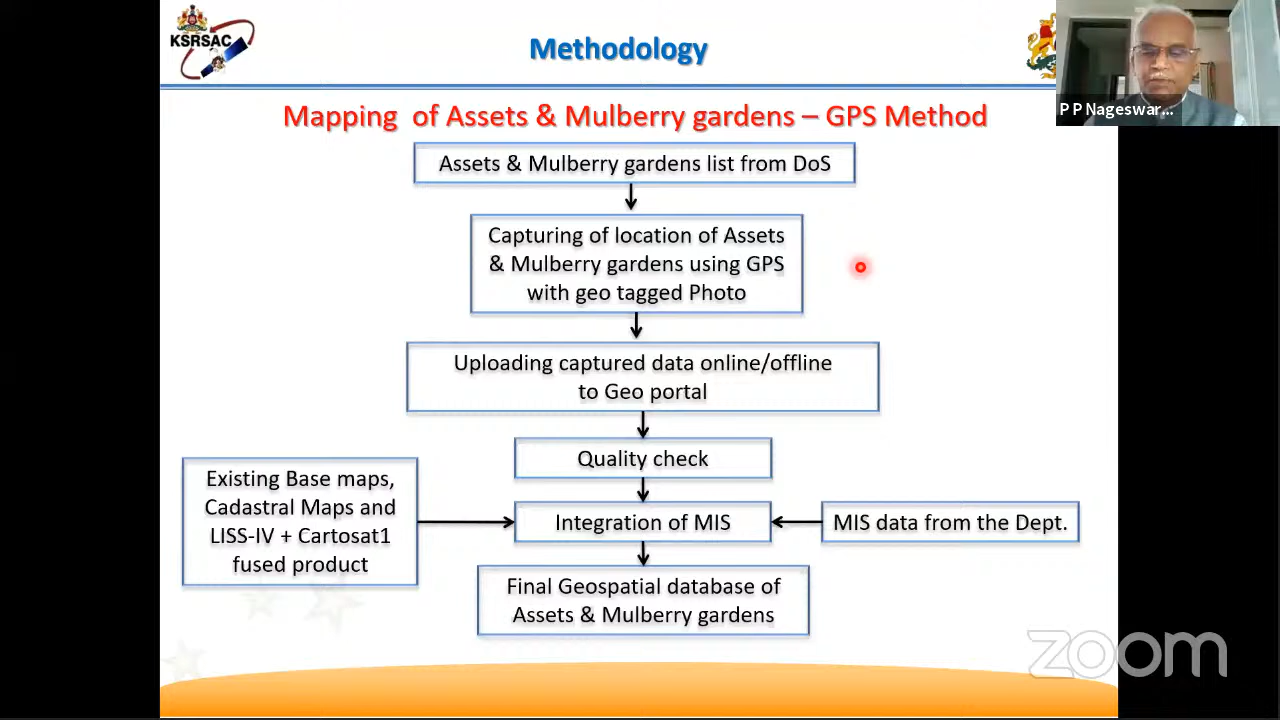 KSRSAC
Methodology
P P Nageswar...
Mapping of Assets & Mulberry gardens – GPS Method
Assets & Mulberry gardens list from DoS
Capturing of location of Assets
& Mulberry gardens using GPS
with geo tagged Photo
Uploading captured data online/offline
to Geo portal
Quality check
Existing Base maps,
Cadastral Maps and
LISS-IV + Cartosat1
fused product
Integration of MIS
MIS data from the Dept.
Final Geospatial database of
Assets & Mulberry gardens
zoom